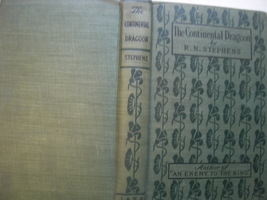 THE
CONTINENTAL
DRAGOON
STEPHENS
The Continental Dragoon
by
R. N. STEPHENS
Author of
"AN ENEMY TO THE KING"